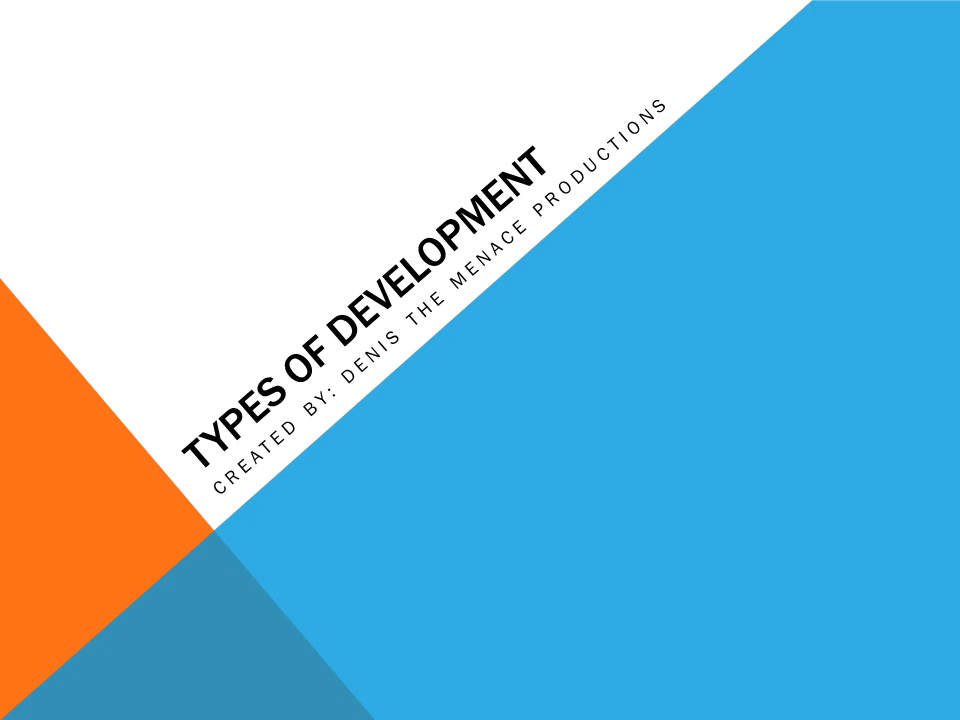 TYPES OF DEVELOPMENT
CREATED BY: DENIS THE MENACE PRODUCTIONS